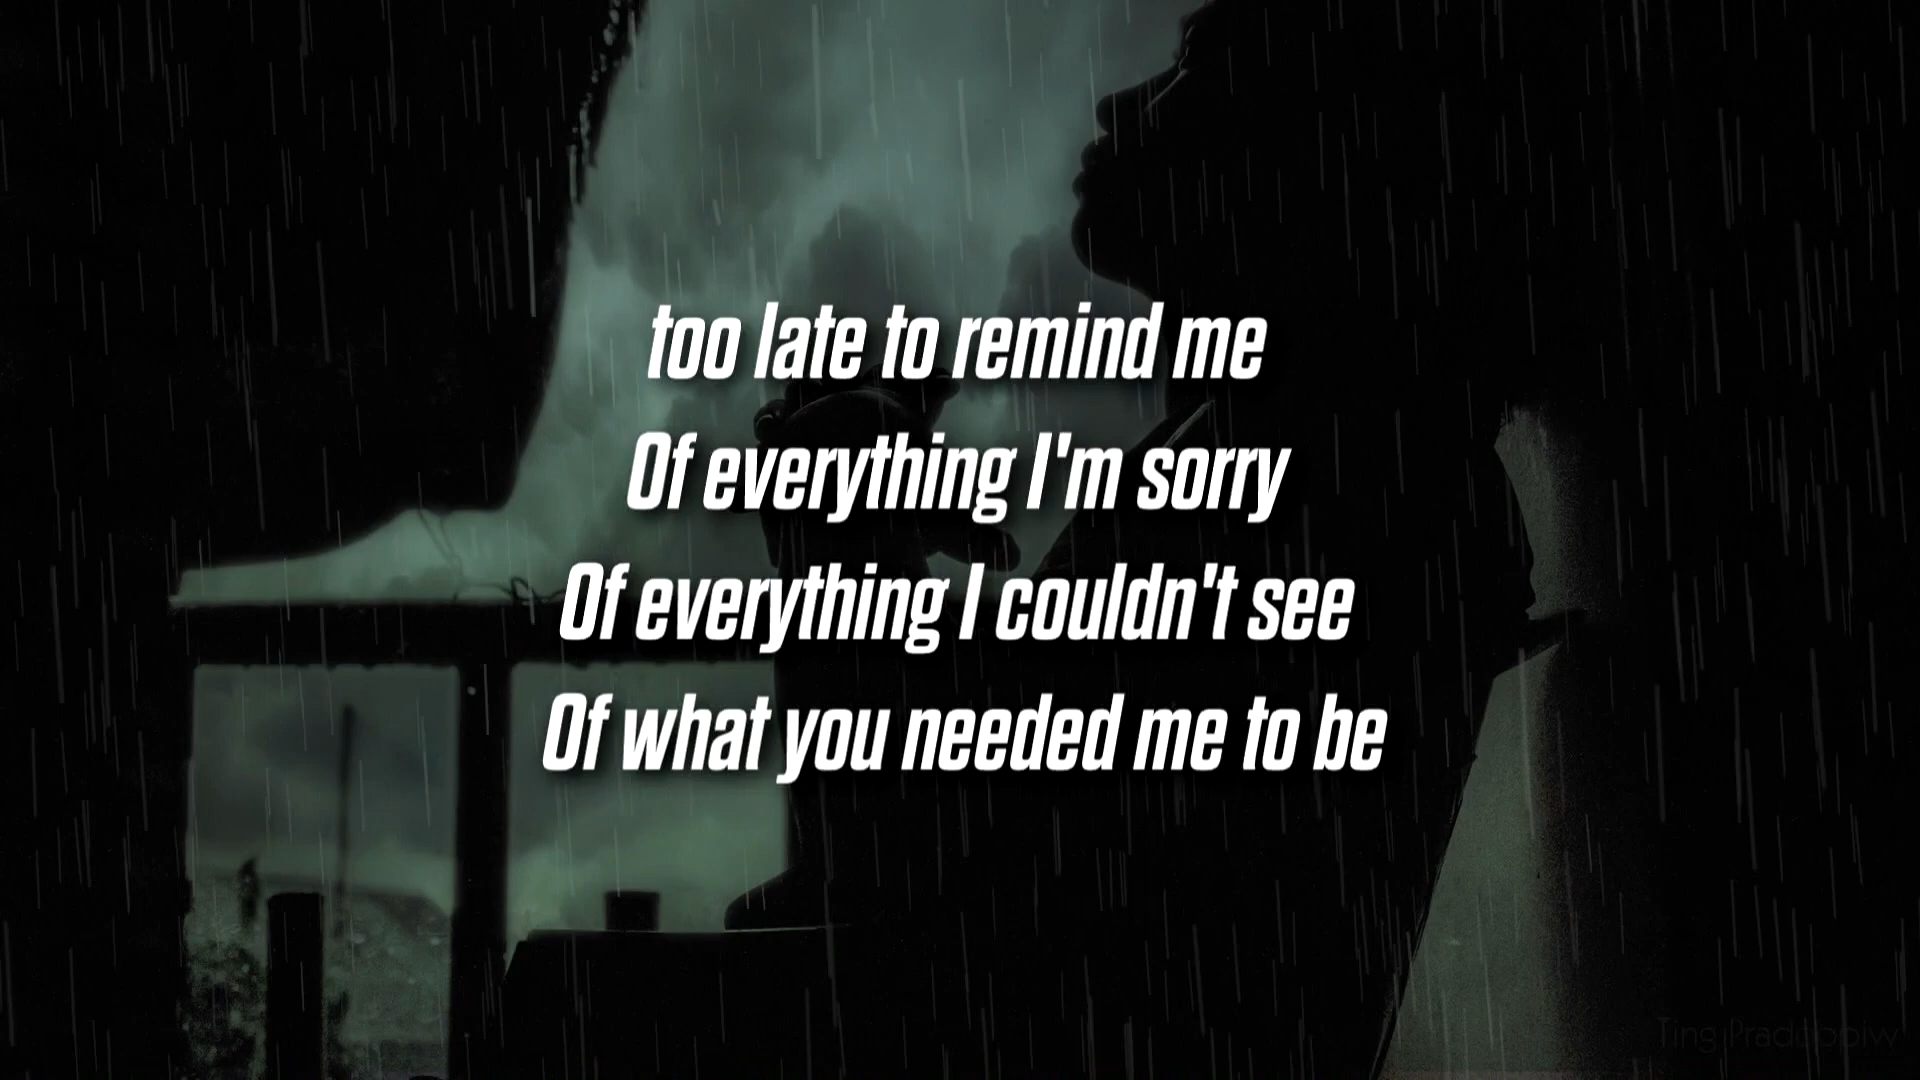 too late to remind me
Of everything I'm sorry
Of everything I couldn't see
Of what you needed me to be
Ting